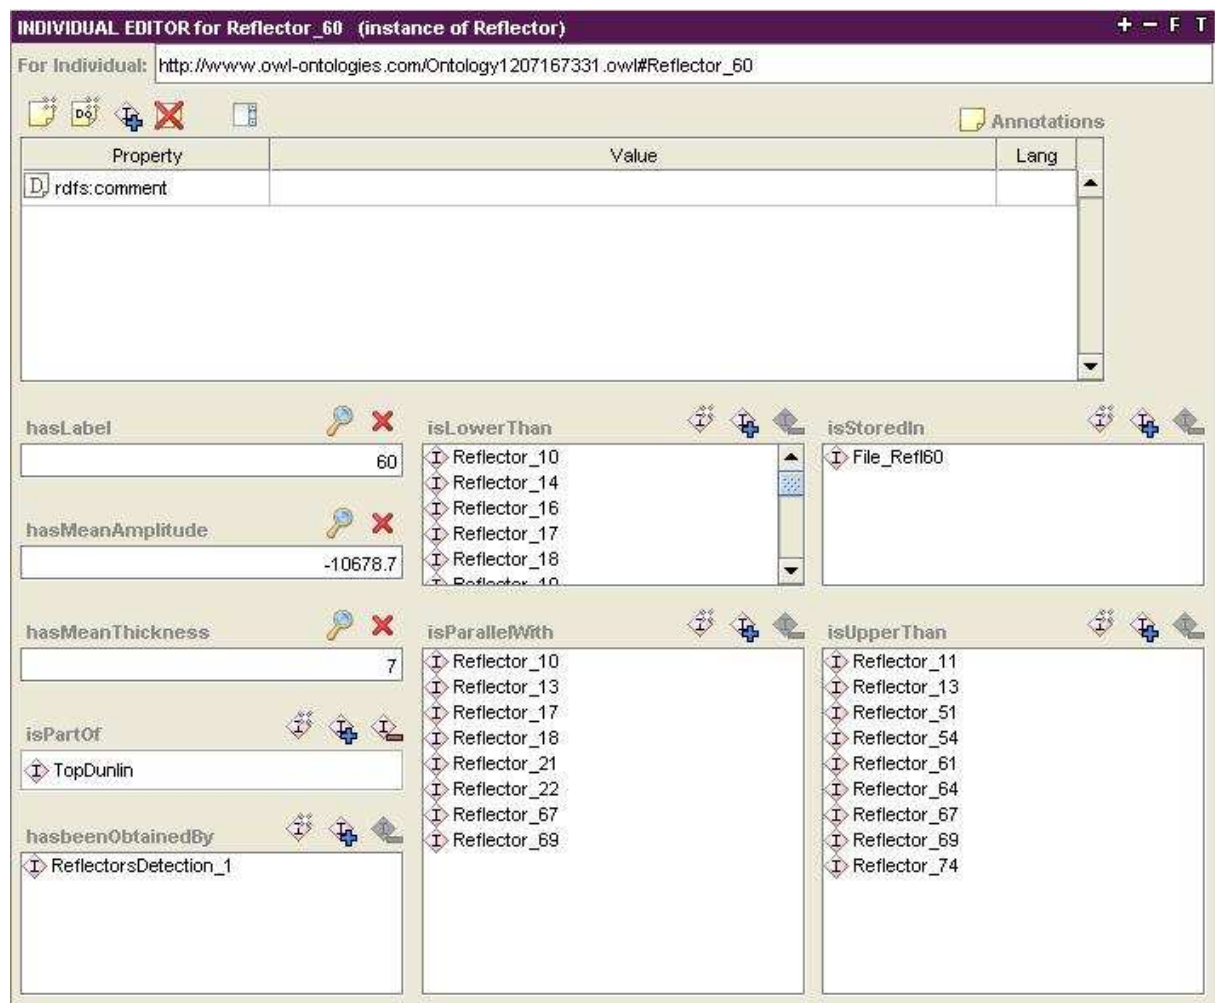 INDIVIDUAL EDITOR for Reflector_60 (instance of Reflector) + − F T
For Individual: http://www.owl-ontologies.com/Ontology1207167331.owl#Reflector_60
Annotations
Property Value Lang
rdfs:comment
hasLabel
60
hasMeanAmplitude
-10678.7
hasMeanThickness
7
isPartOf
TopDunlin
hasbeenObtainedBy
ReflectorsDetection_1
isLowerThan
Reflector_10
Reflector_14
Reflector_16
Reflector_17
Reflector_18
isParallelWith
Reflector_10
Reflector_13
Reflector_17
Reflector_18
Reflector_21
Reflector_22
Reflector_67
Reflector_69
isStoredIn
File_Refl60
isUpperThan
Reflector_11
Reflector_13
Reflector_51
Reflector_54
Reflector_61
Reflector_64
Reflector_67
Reflector_69
Reflector_74